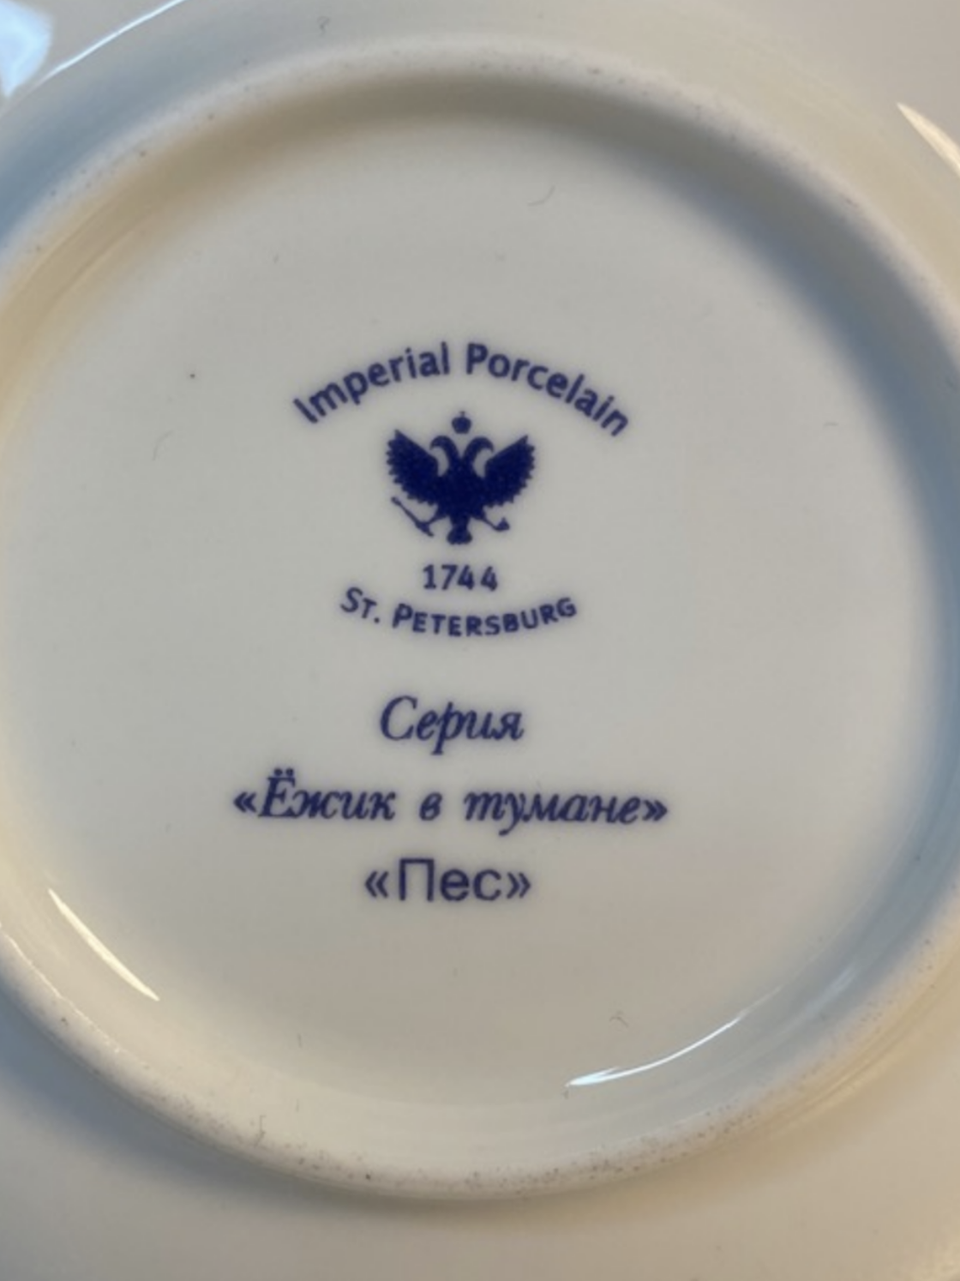 Imperial Porcelain
1744
St. Petersburg
Серия
«Ёжик в тумане»
«Пес»